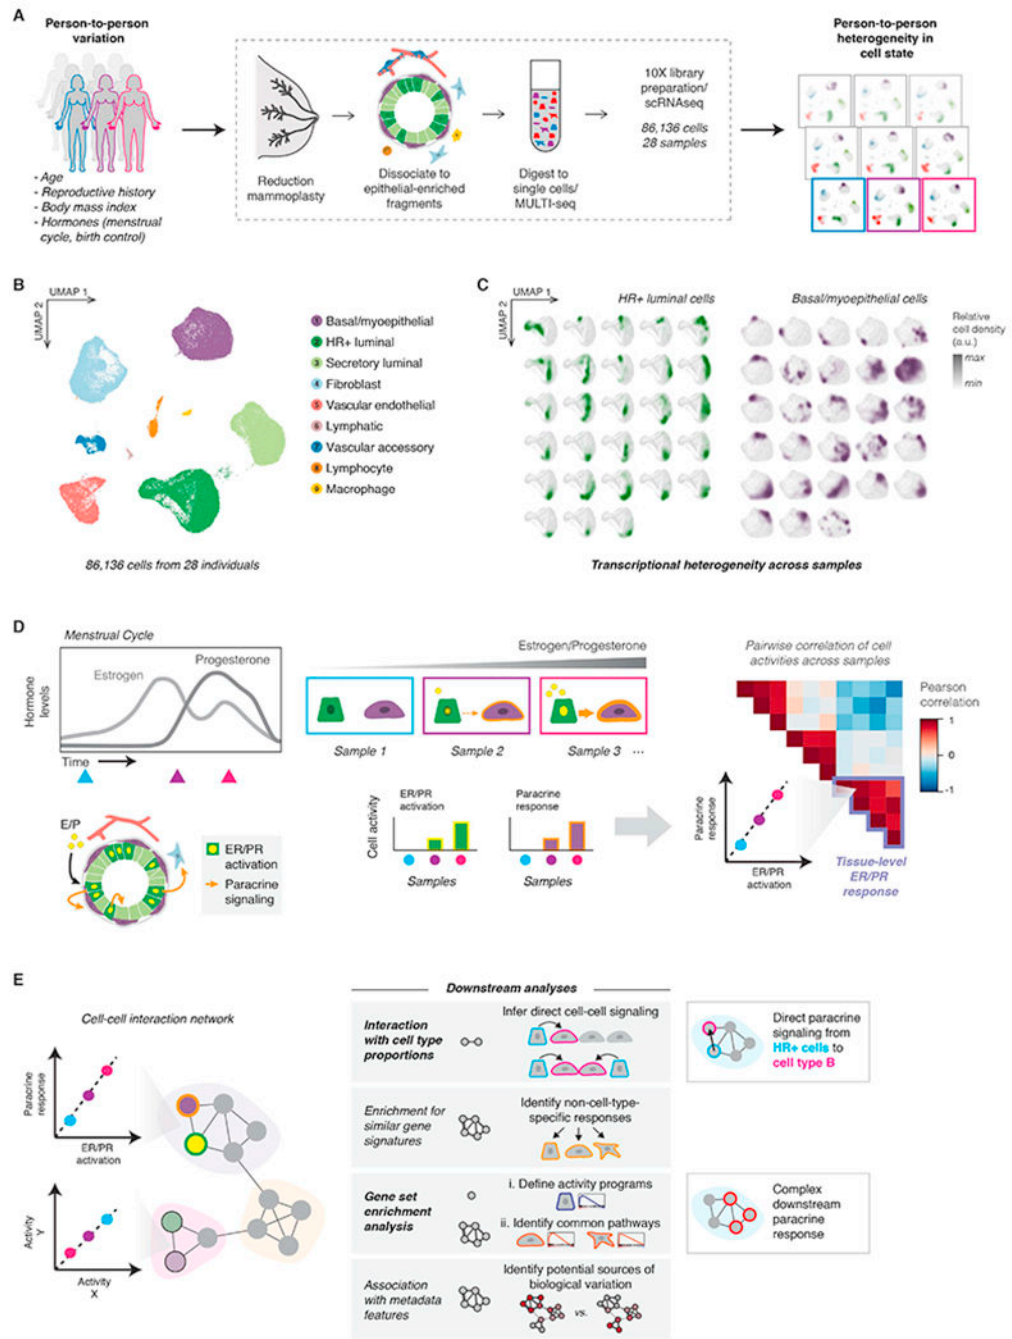 A
Person-to-person
variation
- Age
- Reproductive history
- Body mass index
- Hormones (menstrual
cycle, birth control)
Reduction
mammoplasty
Dissociate to
epithelial-enriched
fragments
Digest to
single cells/
MULTI-seq
10X library
preparation/
scRNAseq
86,136 cells
28 samples
Person-to-person
heterogeneity in
cell state
B
UMAP 1
UMAP 2
1 Basal/myoepithelial
2 HR+ luminal
3 Secretory luminal
4 Fibroblast
5 Vascular endothelial
6 Lymphatic
7 Vascular accessory
8 Lymphocyte
9 Macrophage
86,136 cells from 28 individuals
C
UMAP 1
UMAP 2
HR+ luminal cells
Basal/myoepithelial cells
Relative
cell density
(a.u.)
max
min
Transcriptional heterogeneity across samples
D
Menstrual Cycle
Hormone
levels
Estrogen
Progesterone
Time
E/P
ER/PR
activation
Paracrine
signaling
Estrogen/Progesterone
Sample 1
Sample 2
Sample 3 ...
Cell activity
ER/PR
activation
Samples
Paracrine
response
Samples
Pairwise correlation of cell
activities across samples
Pearson
correlation
1
0
-1
Paracrine
response
ER/PR
activation
Tissue-level
ER/PR
response
E
Cell-cell interaction network
Paracrine
response
ER/PR
activation
Activity
Y
Activity
X
Downstream analyses
Interaction
with cell type
proportions
Infer direct cell-cell signaling
Direct paracrine
signaling from
HR+ cells to
cell type B
Enrichment for
similar gene
signatures
Identify non-cell-type-
specific responses
Gene set
enrichment
analysis
i. Define activity programs
ii. Identify common pathways
Complex
downstream
paracrine
response
Association
with metadata
features
Identify potential sources of
biological variation
vs.